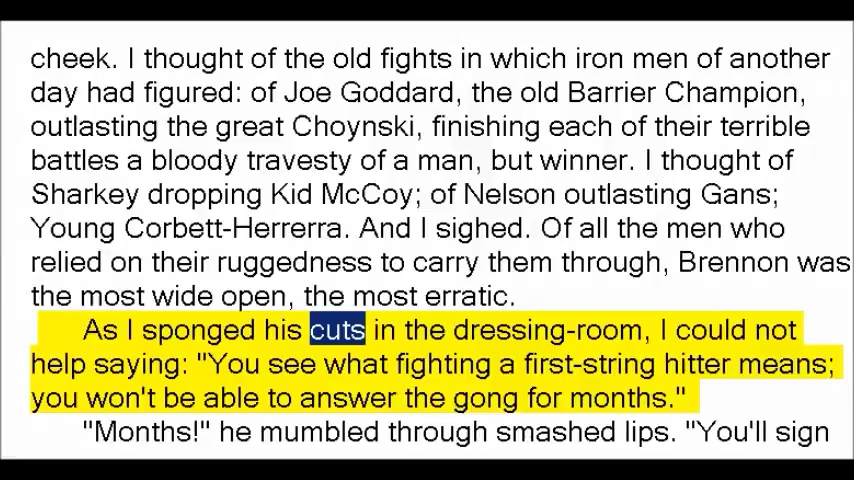 cheek. I thought of the old fights in which iron men of another
day had figured: of Joe Goddard, the old Barrier Champion,
outlasting the great Choynski, finishing each of their terrible
battles a bloody travesty of a man, but winner. I thought of
Sharkey dropping Kid McCoy; of Nelson outlasting Gans;
Young Corbett-Herrerra. And I sighed. Of all the men who
relied on their ruggedness to carry them through, Brennon was
the most wide open, the most erratic.
As I sponged his cuts in the dressing-room, I could not
help saying: "You see what fighting a first-string hitter means;
you won't be able to answer the gong for months."
"Months!" he mumbled through smashed lips. "You'll sign